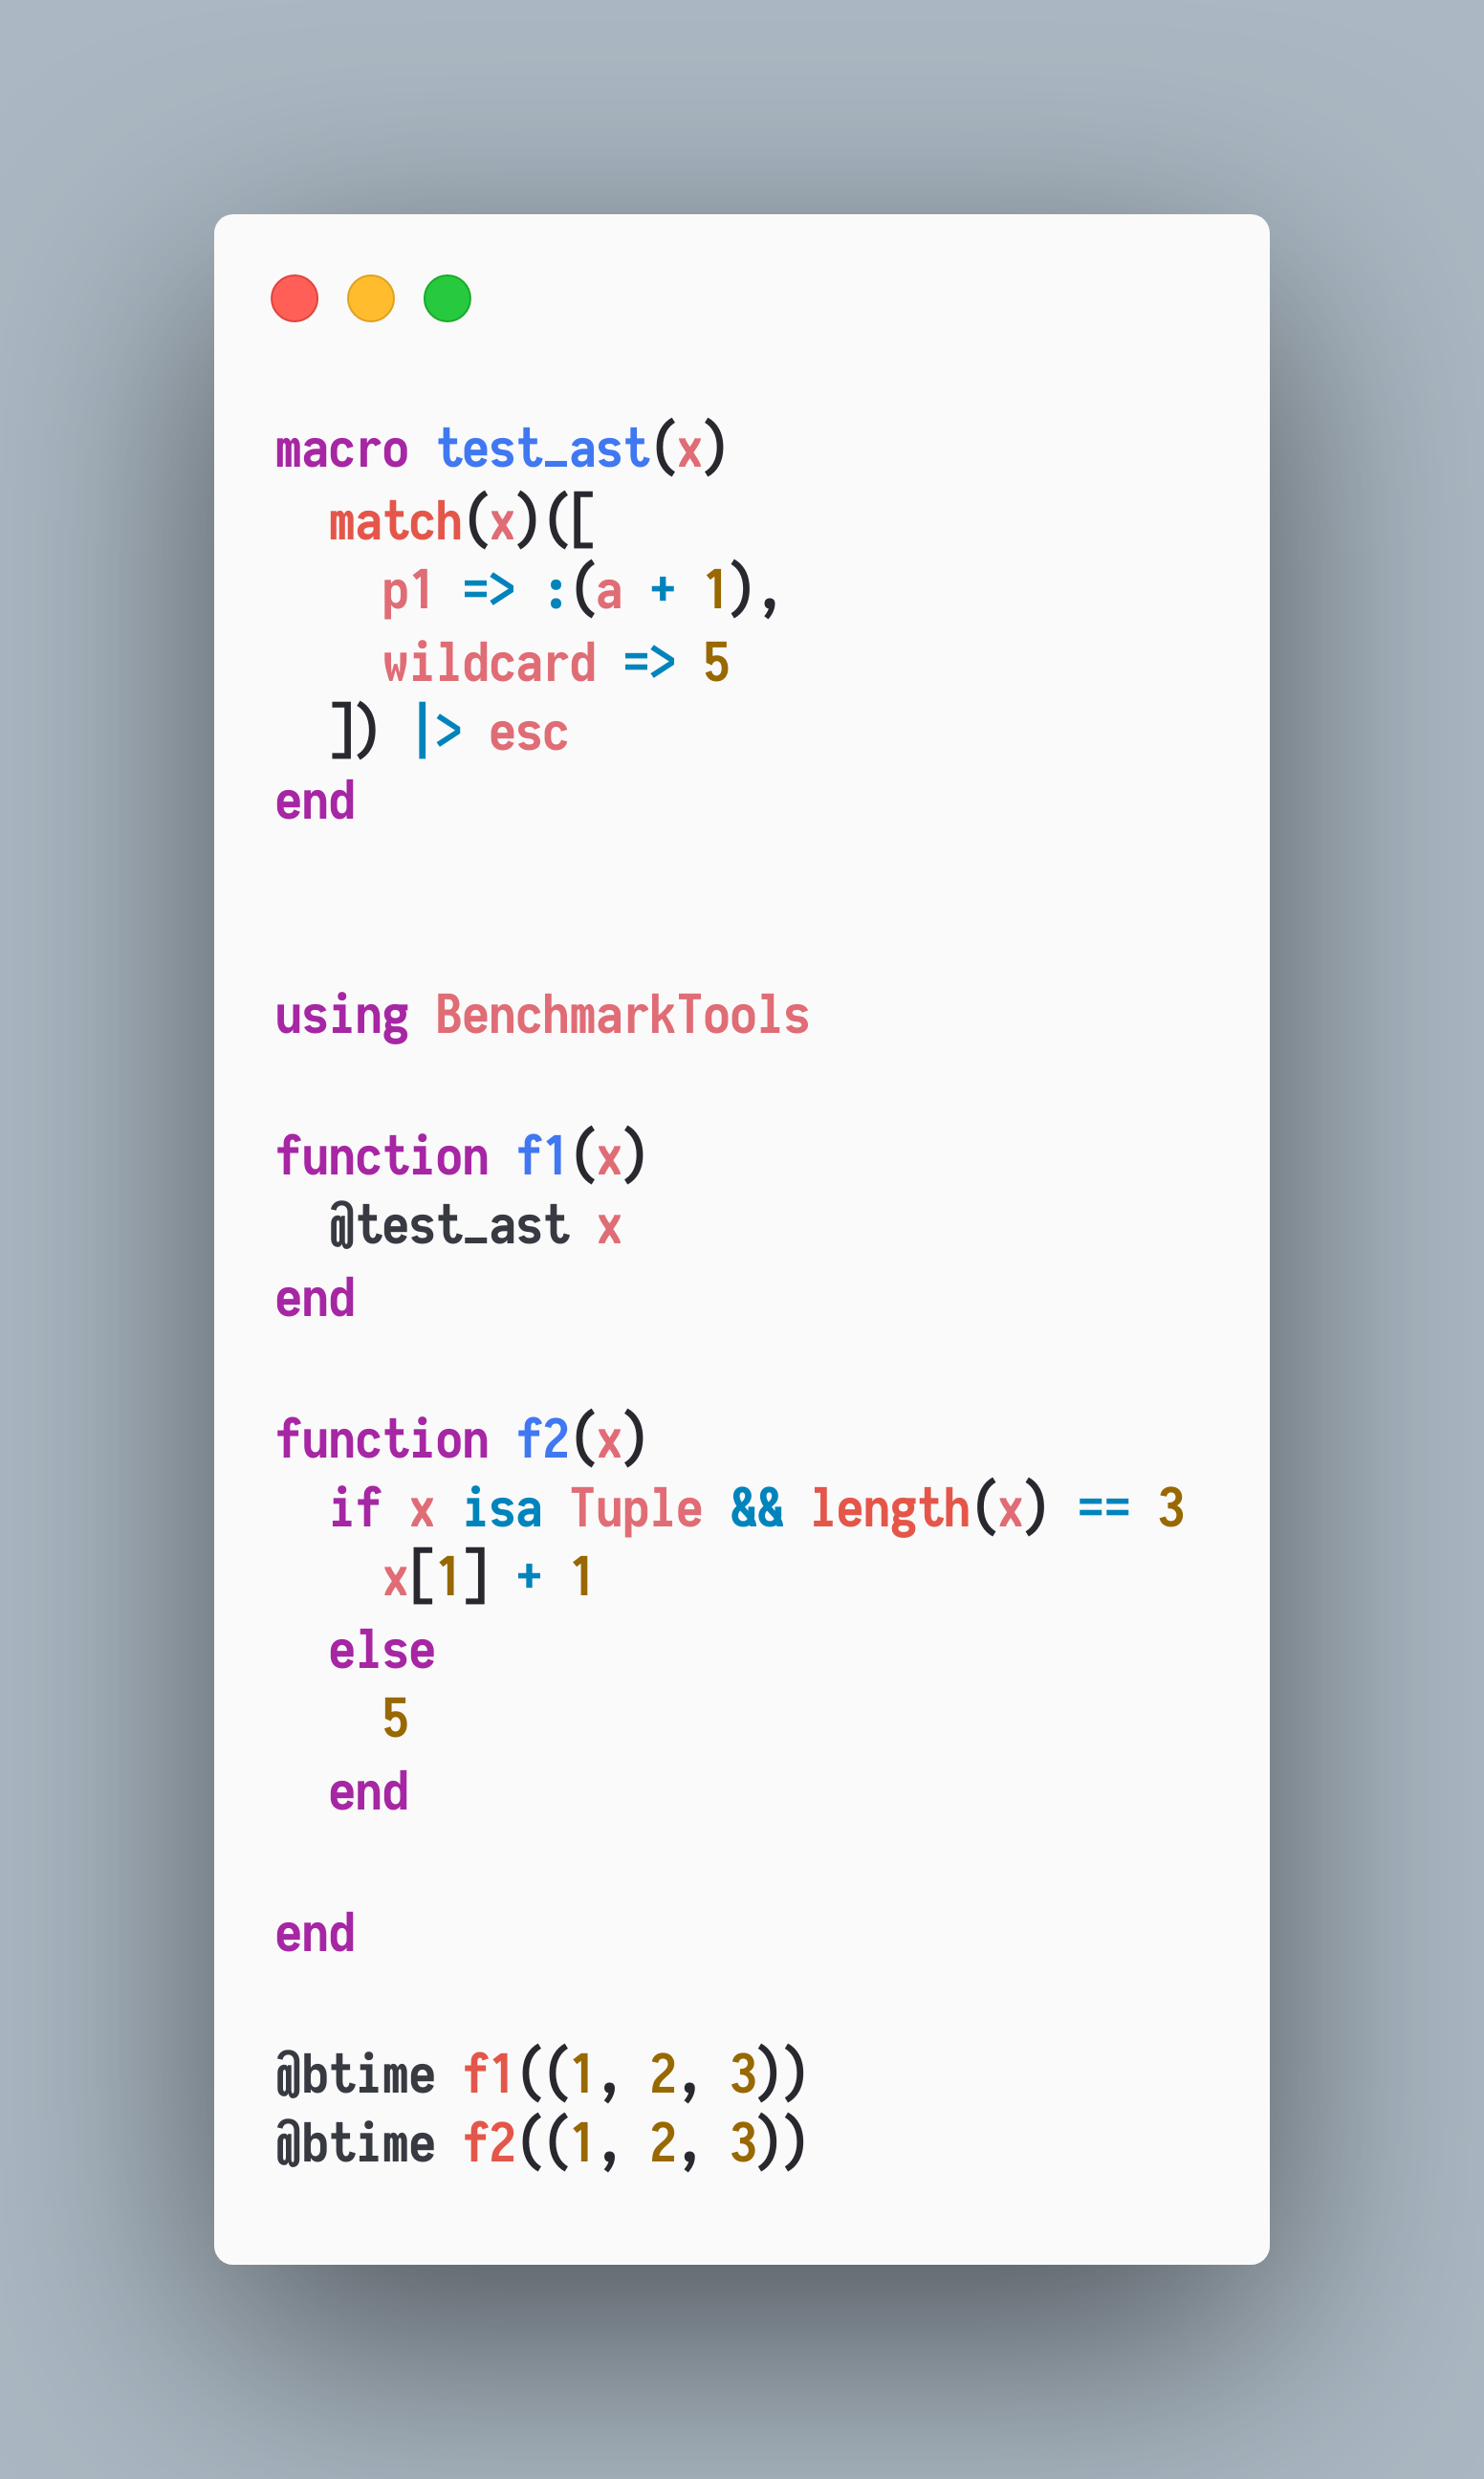 macro test_ast(x)
  match(x)([
    p1 => :(a + 1),
    wildcard => 5
  ]) |> esc
end

using BenchmarkTools

function f1(x)
  @test_ast x
end

function f2(x)
  if x isa Tuple && length(x) == 3
    x[1] + 1
  else
    5
  end

end

@btime f1((1, 2, 3))
@btime f2((1, 2, 3))